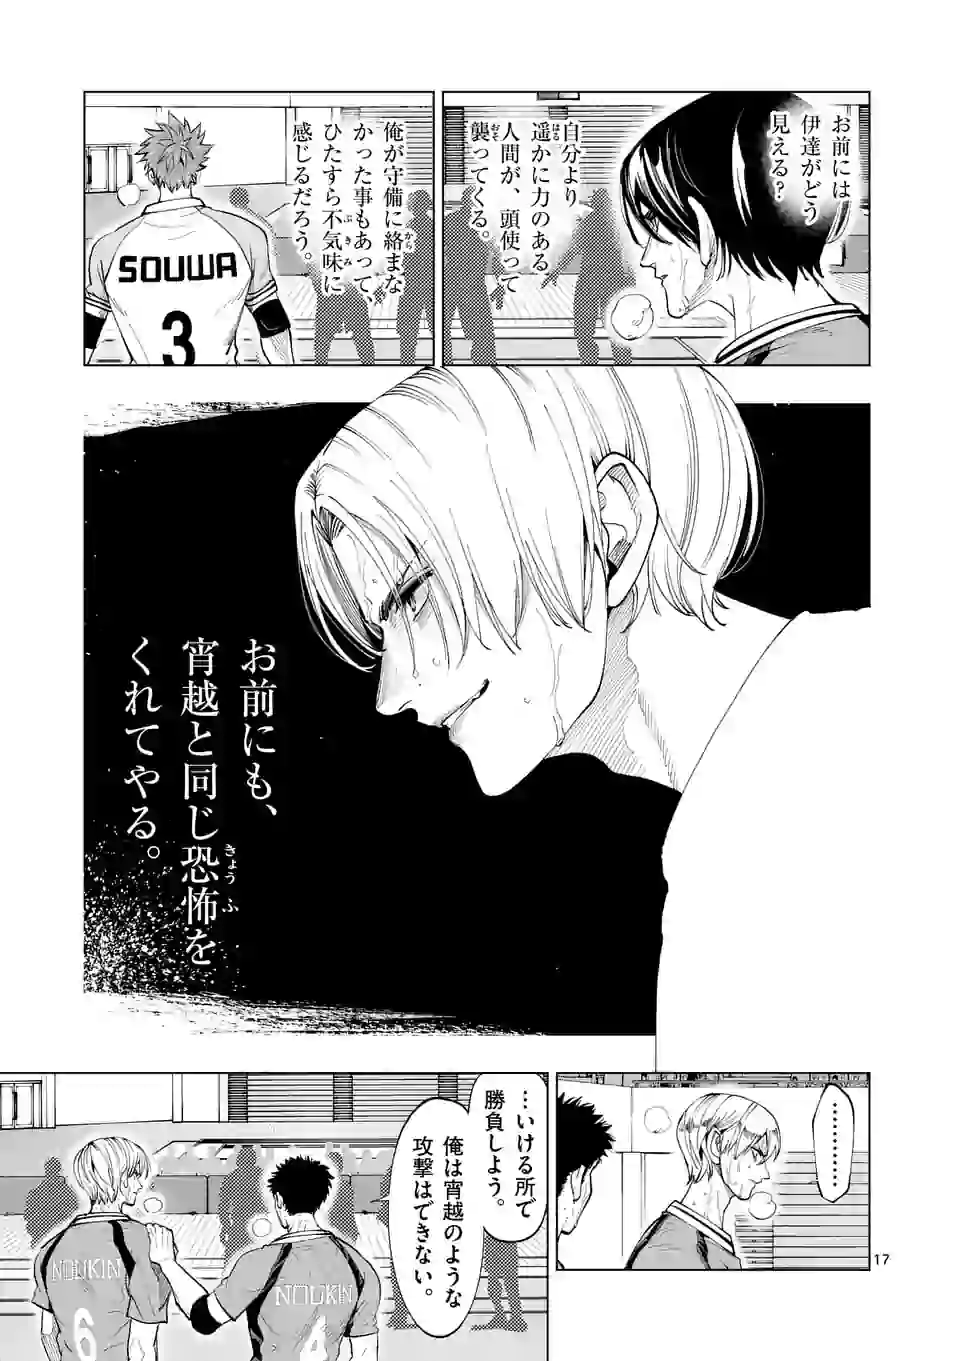 お前には
伊達がどう
見える?
自分より
遥かに力のある
人間が、頭使って
襲ってくる。
俺が守備に絡まな
かった事もあって、
ひたすら不気味に
感じるだろう。
SOUWA
3
お前にも、
宵越と同じ恐怖を
くれてやる。
…………
…いける所で
勝負しよう。
俺は宵越のような
攻撃はできない。
NOUKIN
6
NOUKIN
4
17